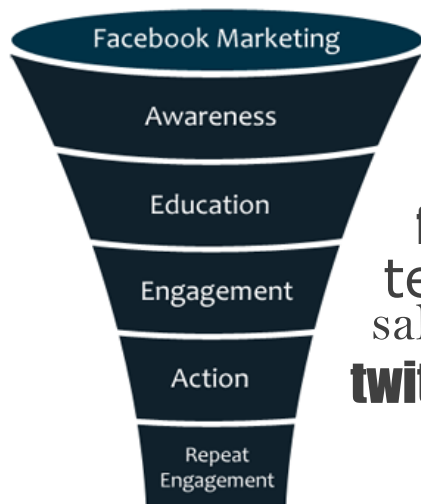 Facebook Marketing
Awareness
Education
Engagement
Action
Repeat
Engagement